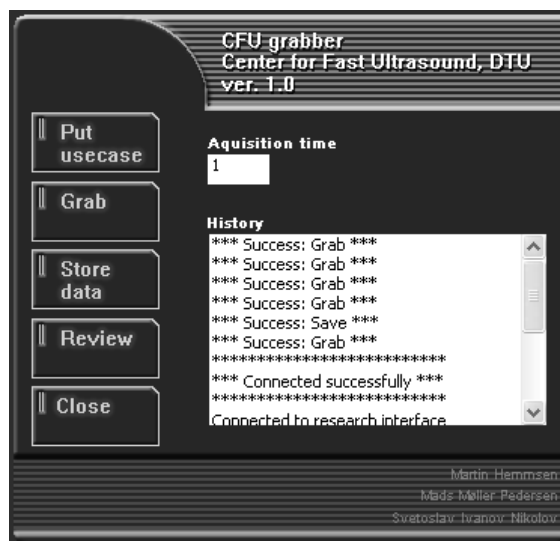 CFU grabber
Center for Fast Ultrasound, DTU
ver. 1.0
Put
usecase
Grab
Store
data
Review
Close
Aquisition time
1
History
*** Success: Grab ***
*** Success: Grab ***
*** Success: Grab ***
*** Success: Grab ***
*** Success: Save ***
*** Success: Grab ***
**************************
*** Connected successfully ***
**************************
Connected to research interface
Martin Hemmsen
Mads Møller Pedersen
Svetoslav Ivanov Nikolov